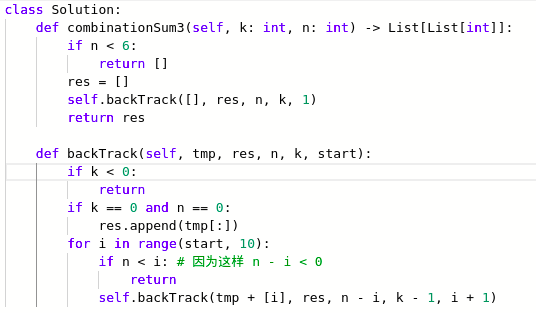 class Solution:
    def combinationSum3(self, k: int, n: int) -> List[List[int]]:
        if n < 6:
            return []
        res = []
        self.backTrack([], res, n, k, 1)
        return res

    def backTrack(self, tmp, res, n, k, start):
        if k < 0:
            return
        if k == 0 and n == 0:
            res.append(tmp[:])
        for i in range(start, 10):
            if n < i: # 因为这样 n - i < 0
                return
            self.backTrack(tmp + [i], res, n - i, k - 1, i + 1)